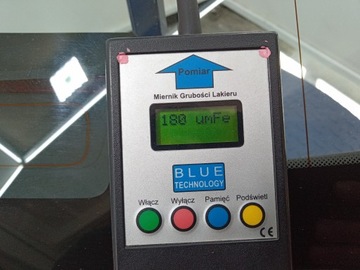 Pomiar
Miernik Grubości Lakieru
180 umFe
BLUE
TECHNOLOGY
Włącz Wyłącz Pamięć Podświetl
CE